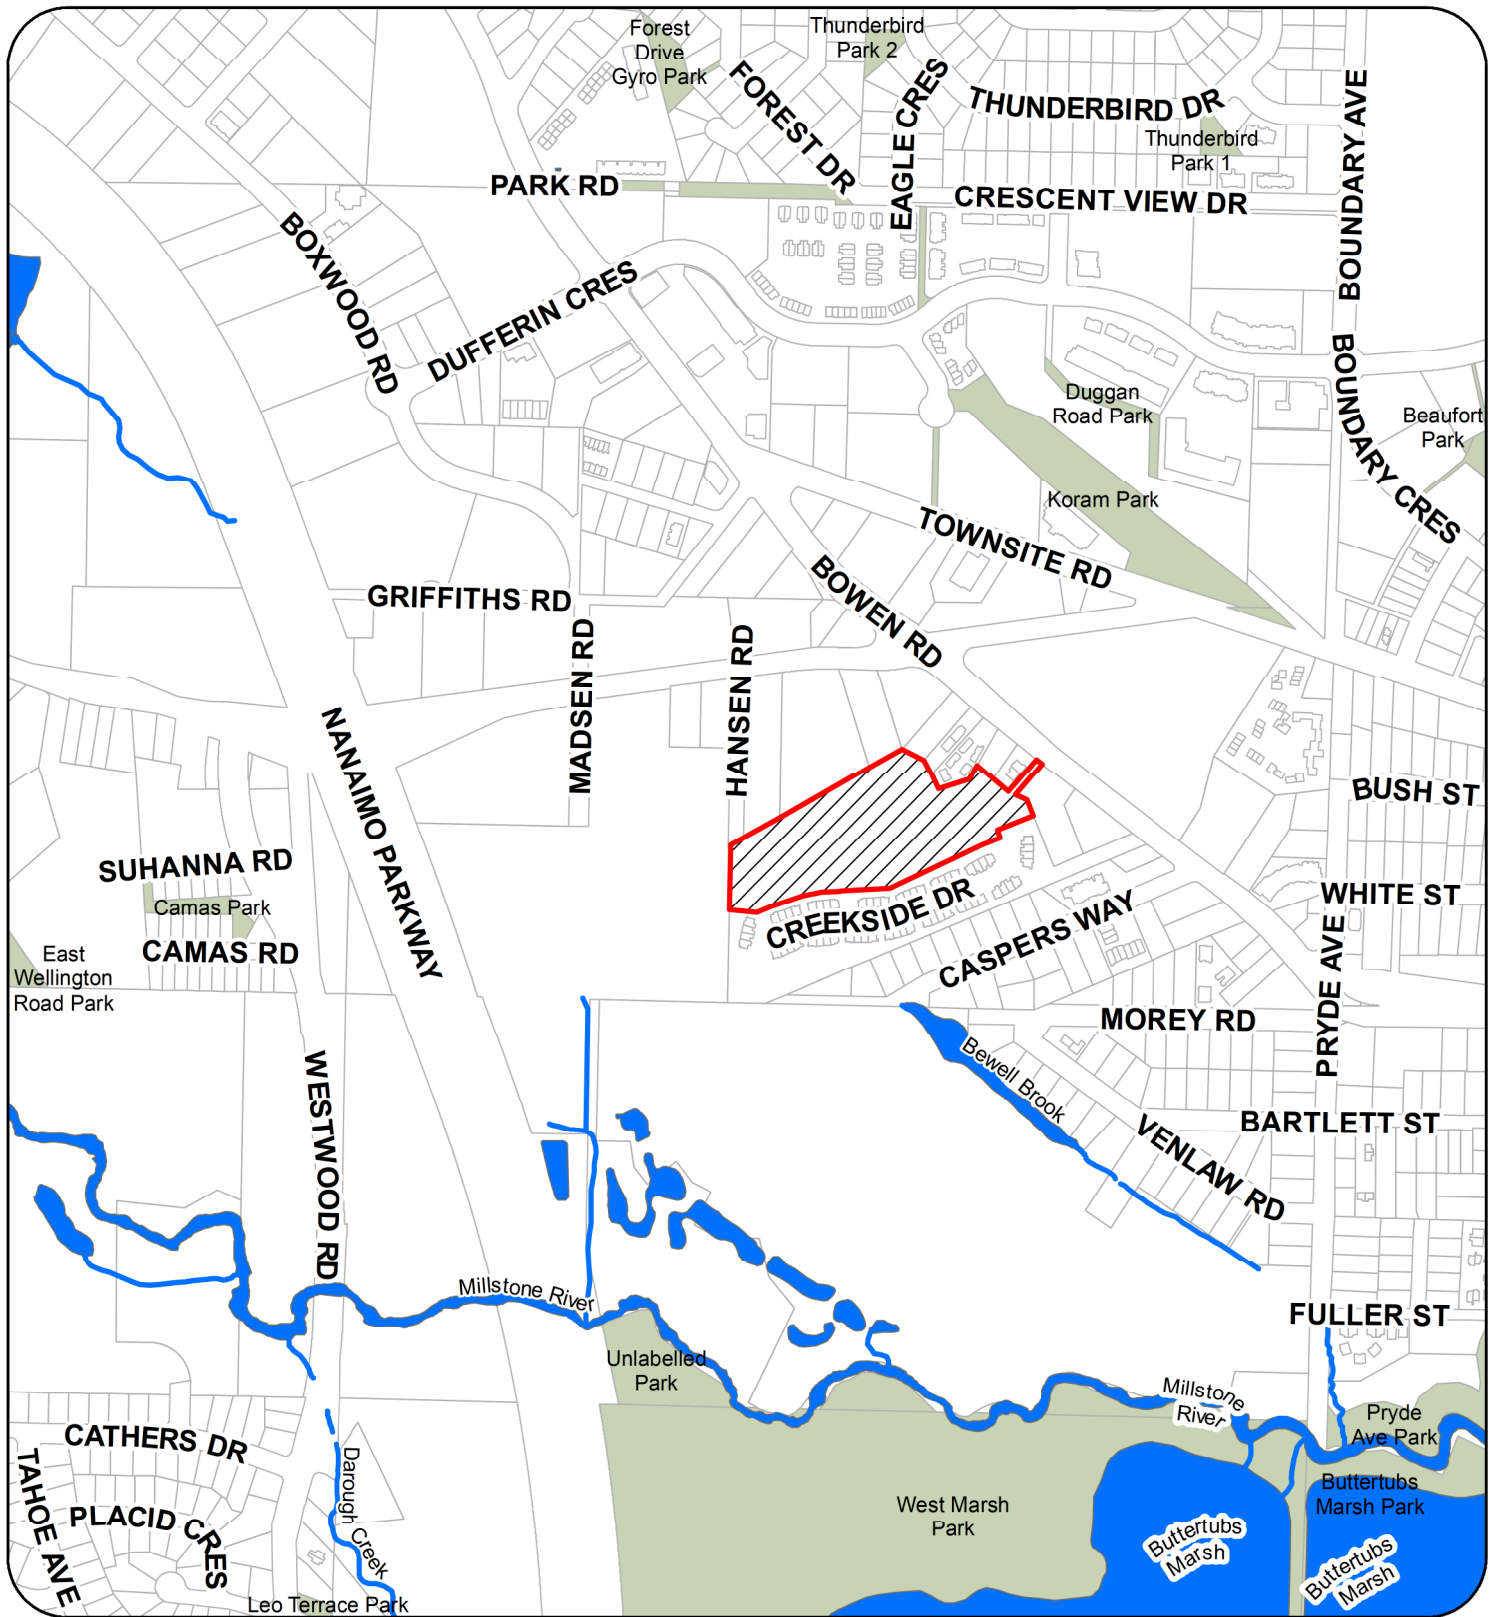 Forest
Drive
Gyro Park
Thunderbird
Park 2
FOREST DR
EAGLE CRES
THUNDERBIRD DR
Thunderbird
Park 1
BOUNDARY AVE
PARK RD
CRESCENT VIEW DR
BOXWOOD RD
DUFFERIN CRES
BOUNDARY CRES
Duggan
Road Park
Beaufort
Park
Koram Park
TOWNSITE RD
BOWEN RD
GRIFFITHS RD
MADSEN RD
HANSEN RD
NANAIMO PARKWAY
BUSH ST
SUHANNA RD
Camas Park
CAMAS RD
East
Wellington
Road Park
CREEKSIDE DR
CASPERS WAY
WHITE ST
PRYDE AVE
MOREY RD
Bewell Brook
WESTWOOD RD
BARTLETT ST
VENLAW RD
Millstone River
FULLER ST
Unlabelled
Park
Millstone
River
Pryde
Ave Park
CATHERS DR
TAHOE AVE
PLACID CRES
Darough Creek
Leo Terrace Park
West Marsh
Park
Buttertubs
Marsh Park
Buttertubs
Marsh
Buttertubs
Marsh